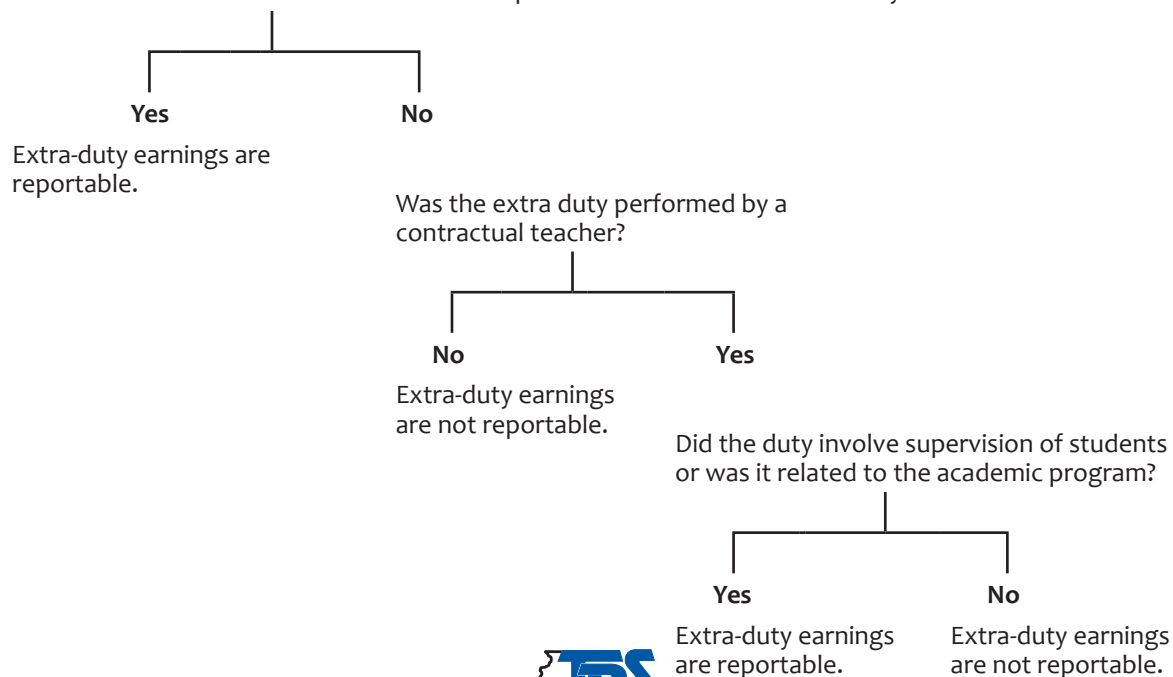 Yes
No
Extra-duty earnings are
reportable.
Was the extra duty performed by a
contractual teacher?
No
Yes
Extra-duty earnings
are not reportable.
Did the duty involve supervision of students
or was it related to the academic program?
Yes
No
Extra-duty earnings
are reportable.
Extra-duty earnings
are not reportable.